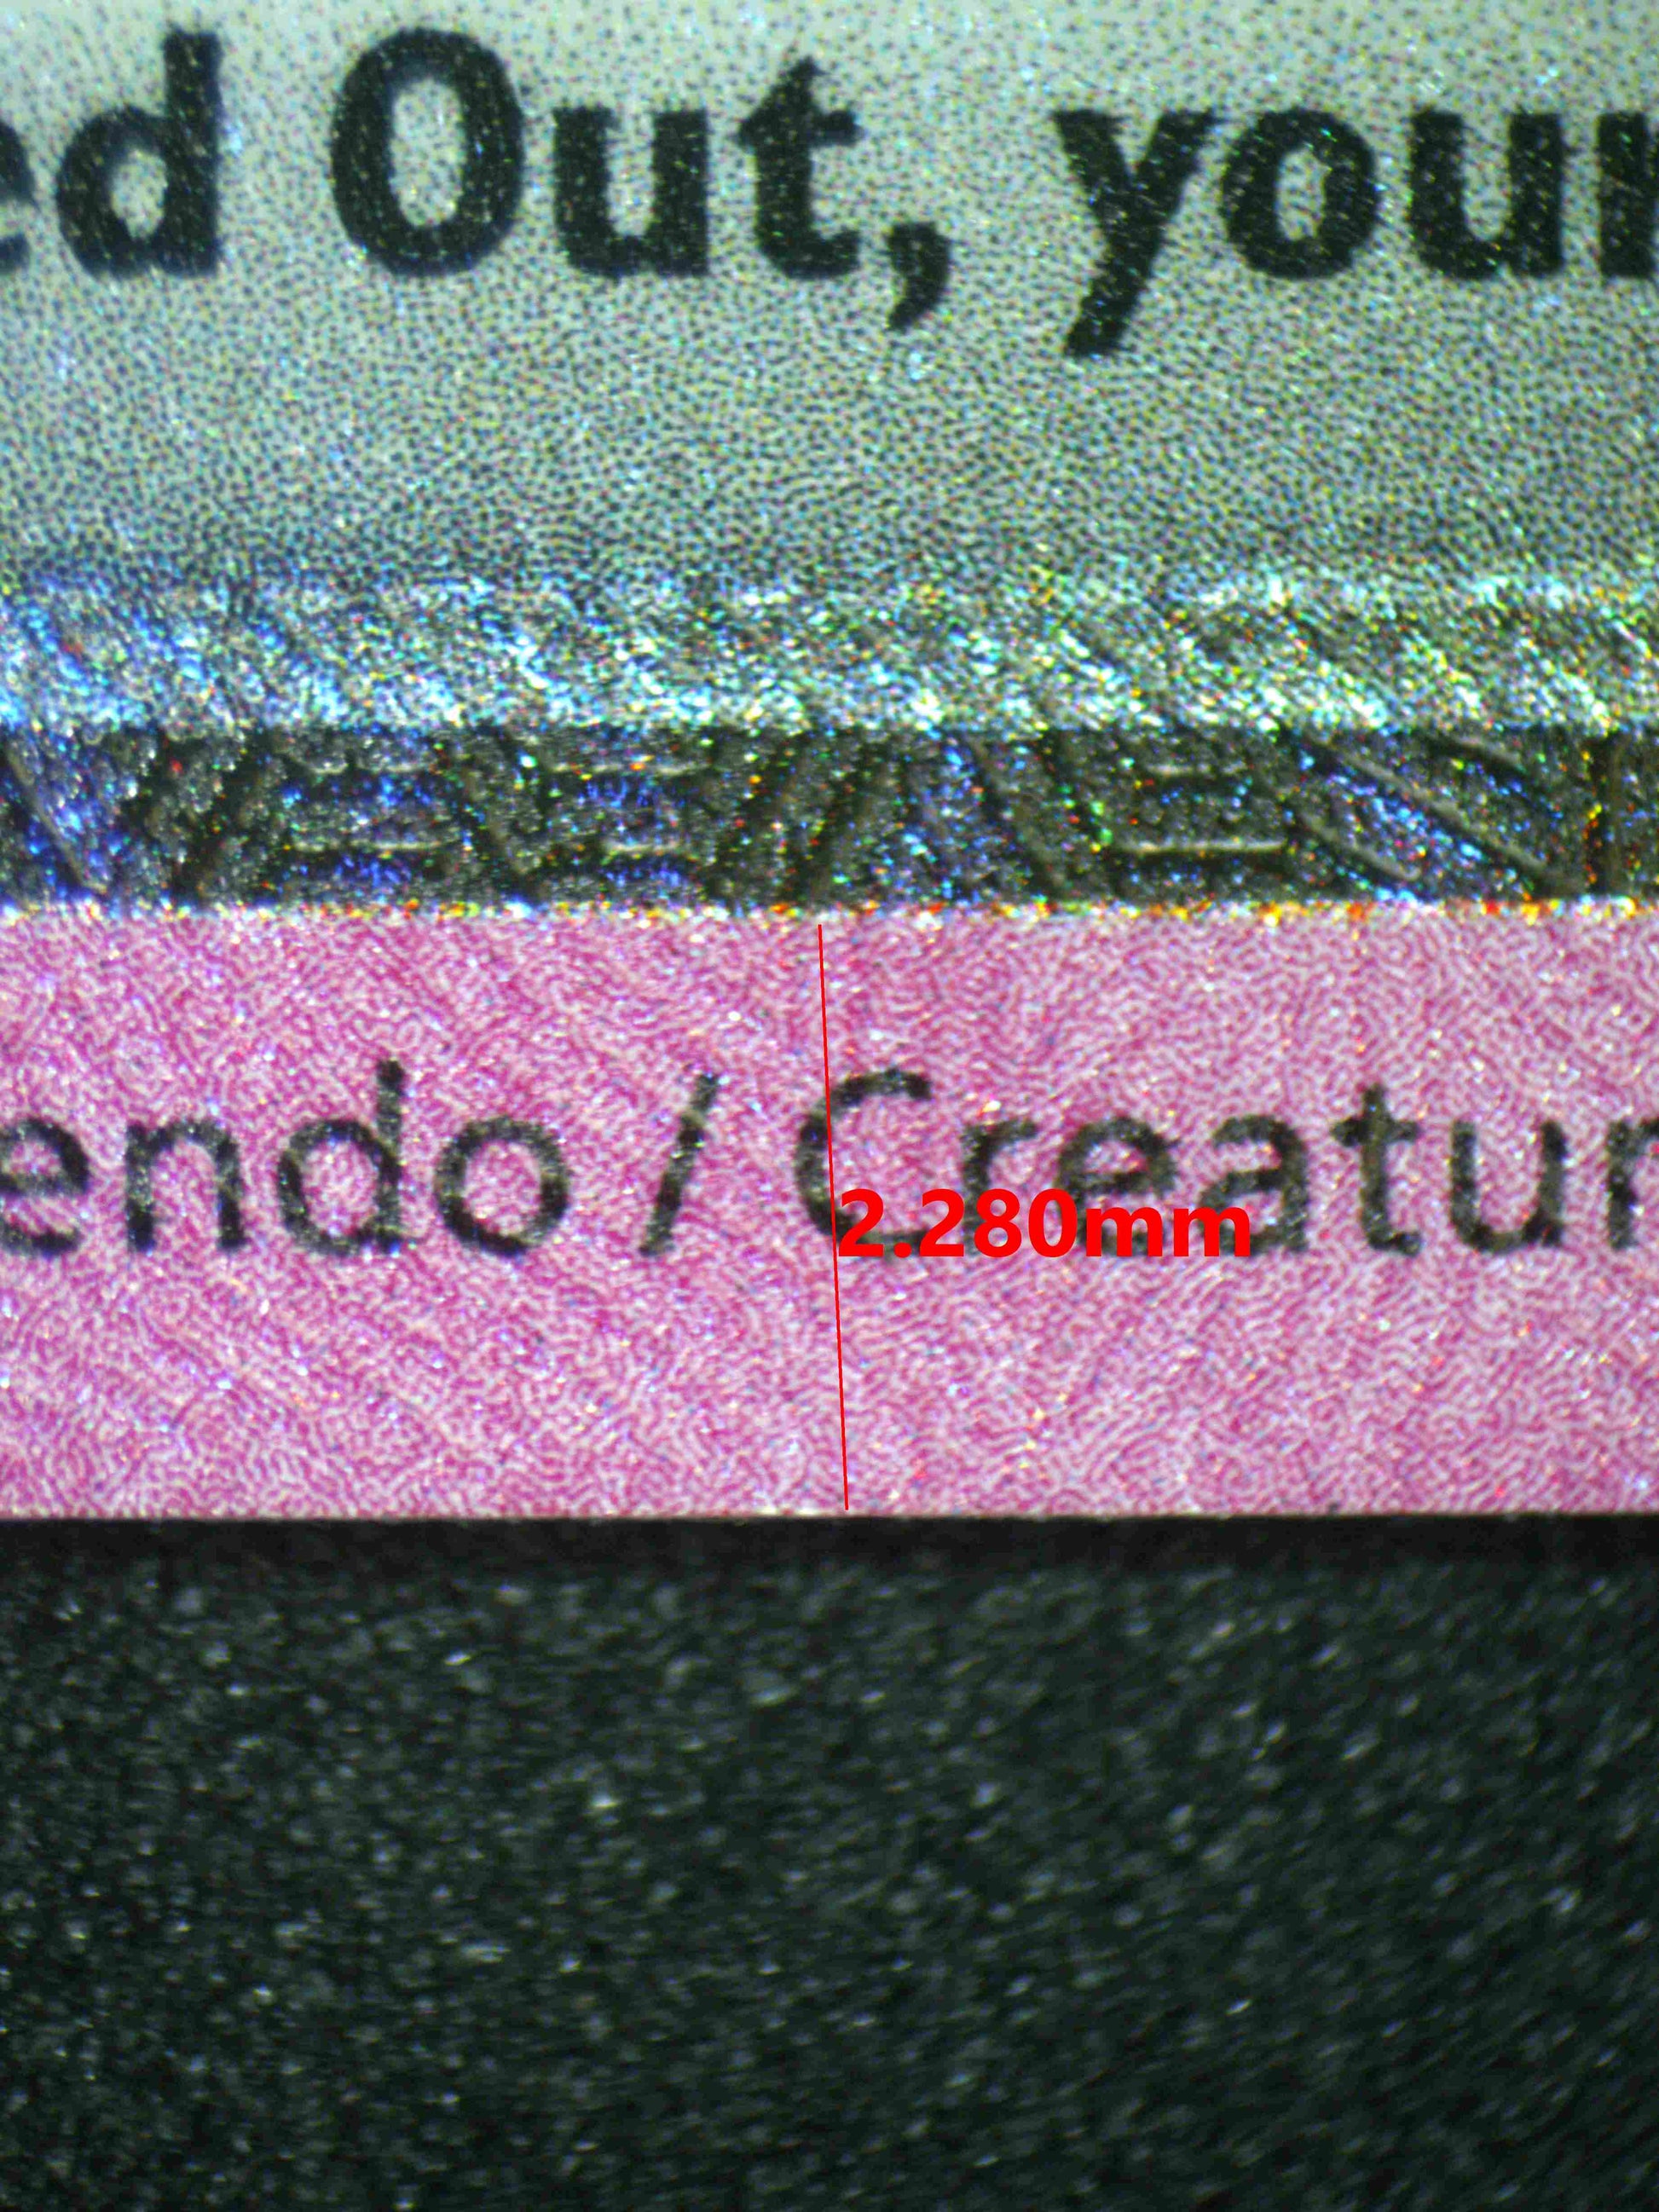 ed Out, your
endo / Creatur
2.280mm